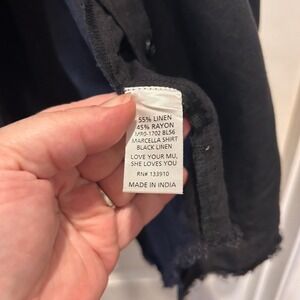 55% LINEN
45% RAYON
MR0-1702 BL56
MARCELLA SHIRT
BLACK LINEN
LOVE YOUR MU,
SHE LOVES YOU
RN# 133910
MADE IN INDIA